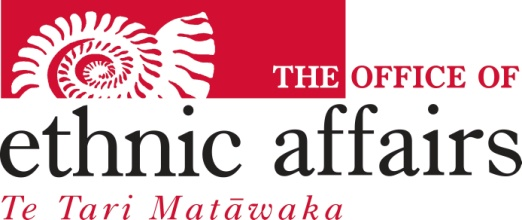 THE OFFICE OF
ethnic affairs
Te Tari Matāwaka